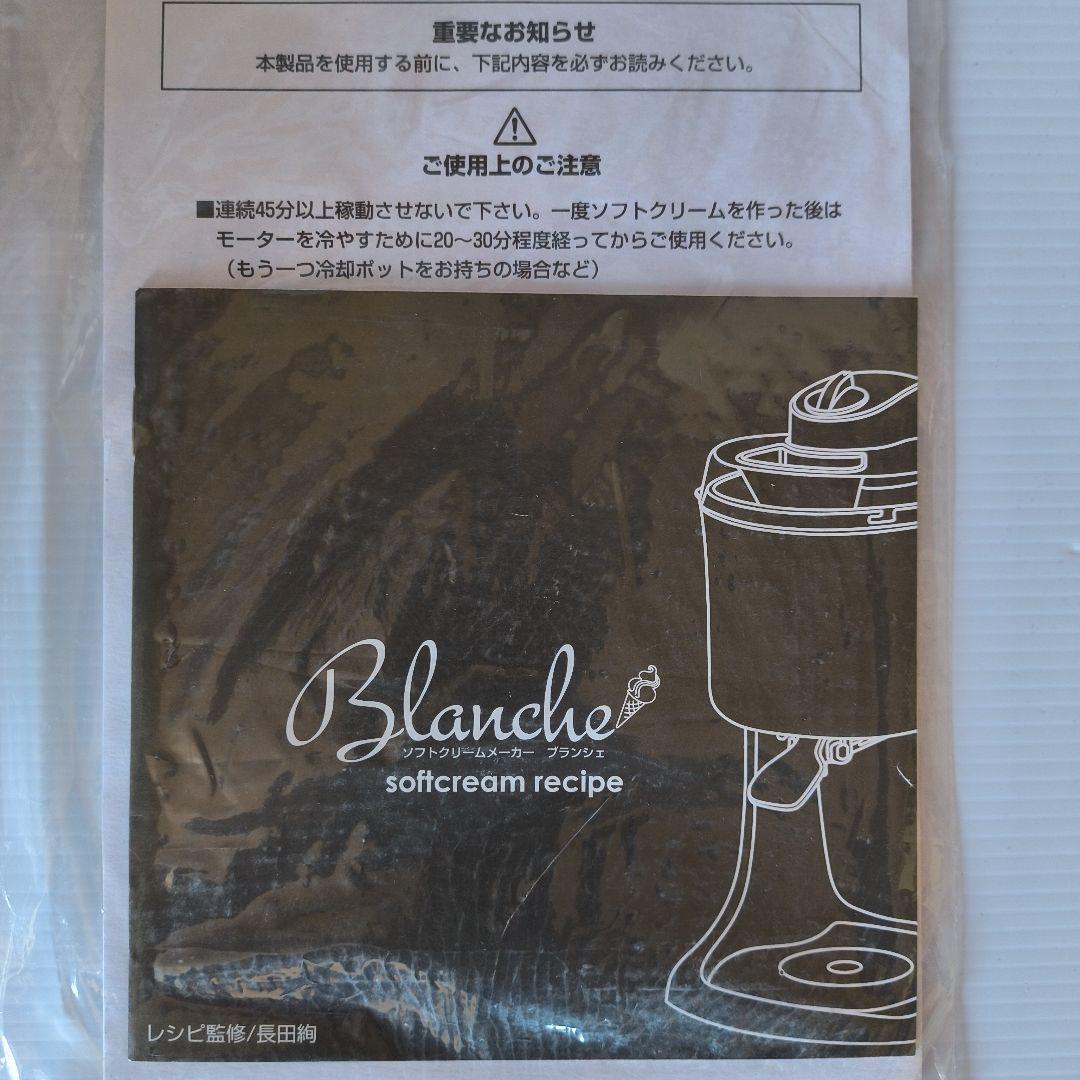 重要なお知らせ
本製品を使用する前に、下記内容を必ずお読みください。
ご使用上のご注意
■連続45分以上稼動させないで下さい。一度ソフトクリームを作った後は
モーターを冷やすために20～30分程度経ってからご使用ください。
（もう一つ冷却ポットをお持ちの場合など）
Blanche
ソフトクリームメーカー ブランシェ
softcream recipe
レシピ監修/長田絢